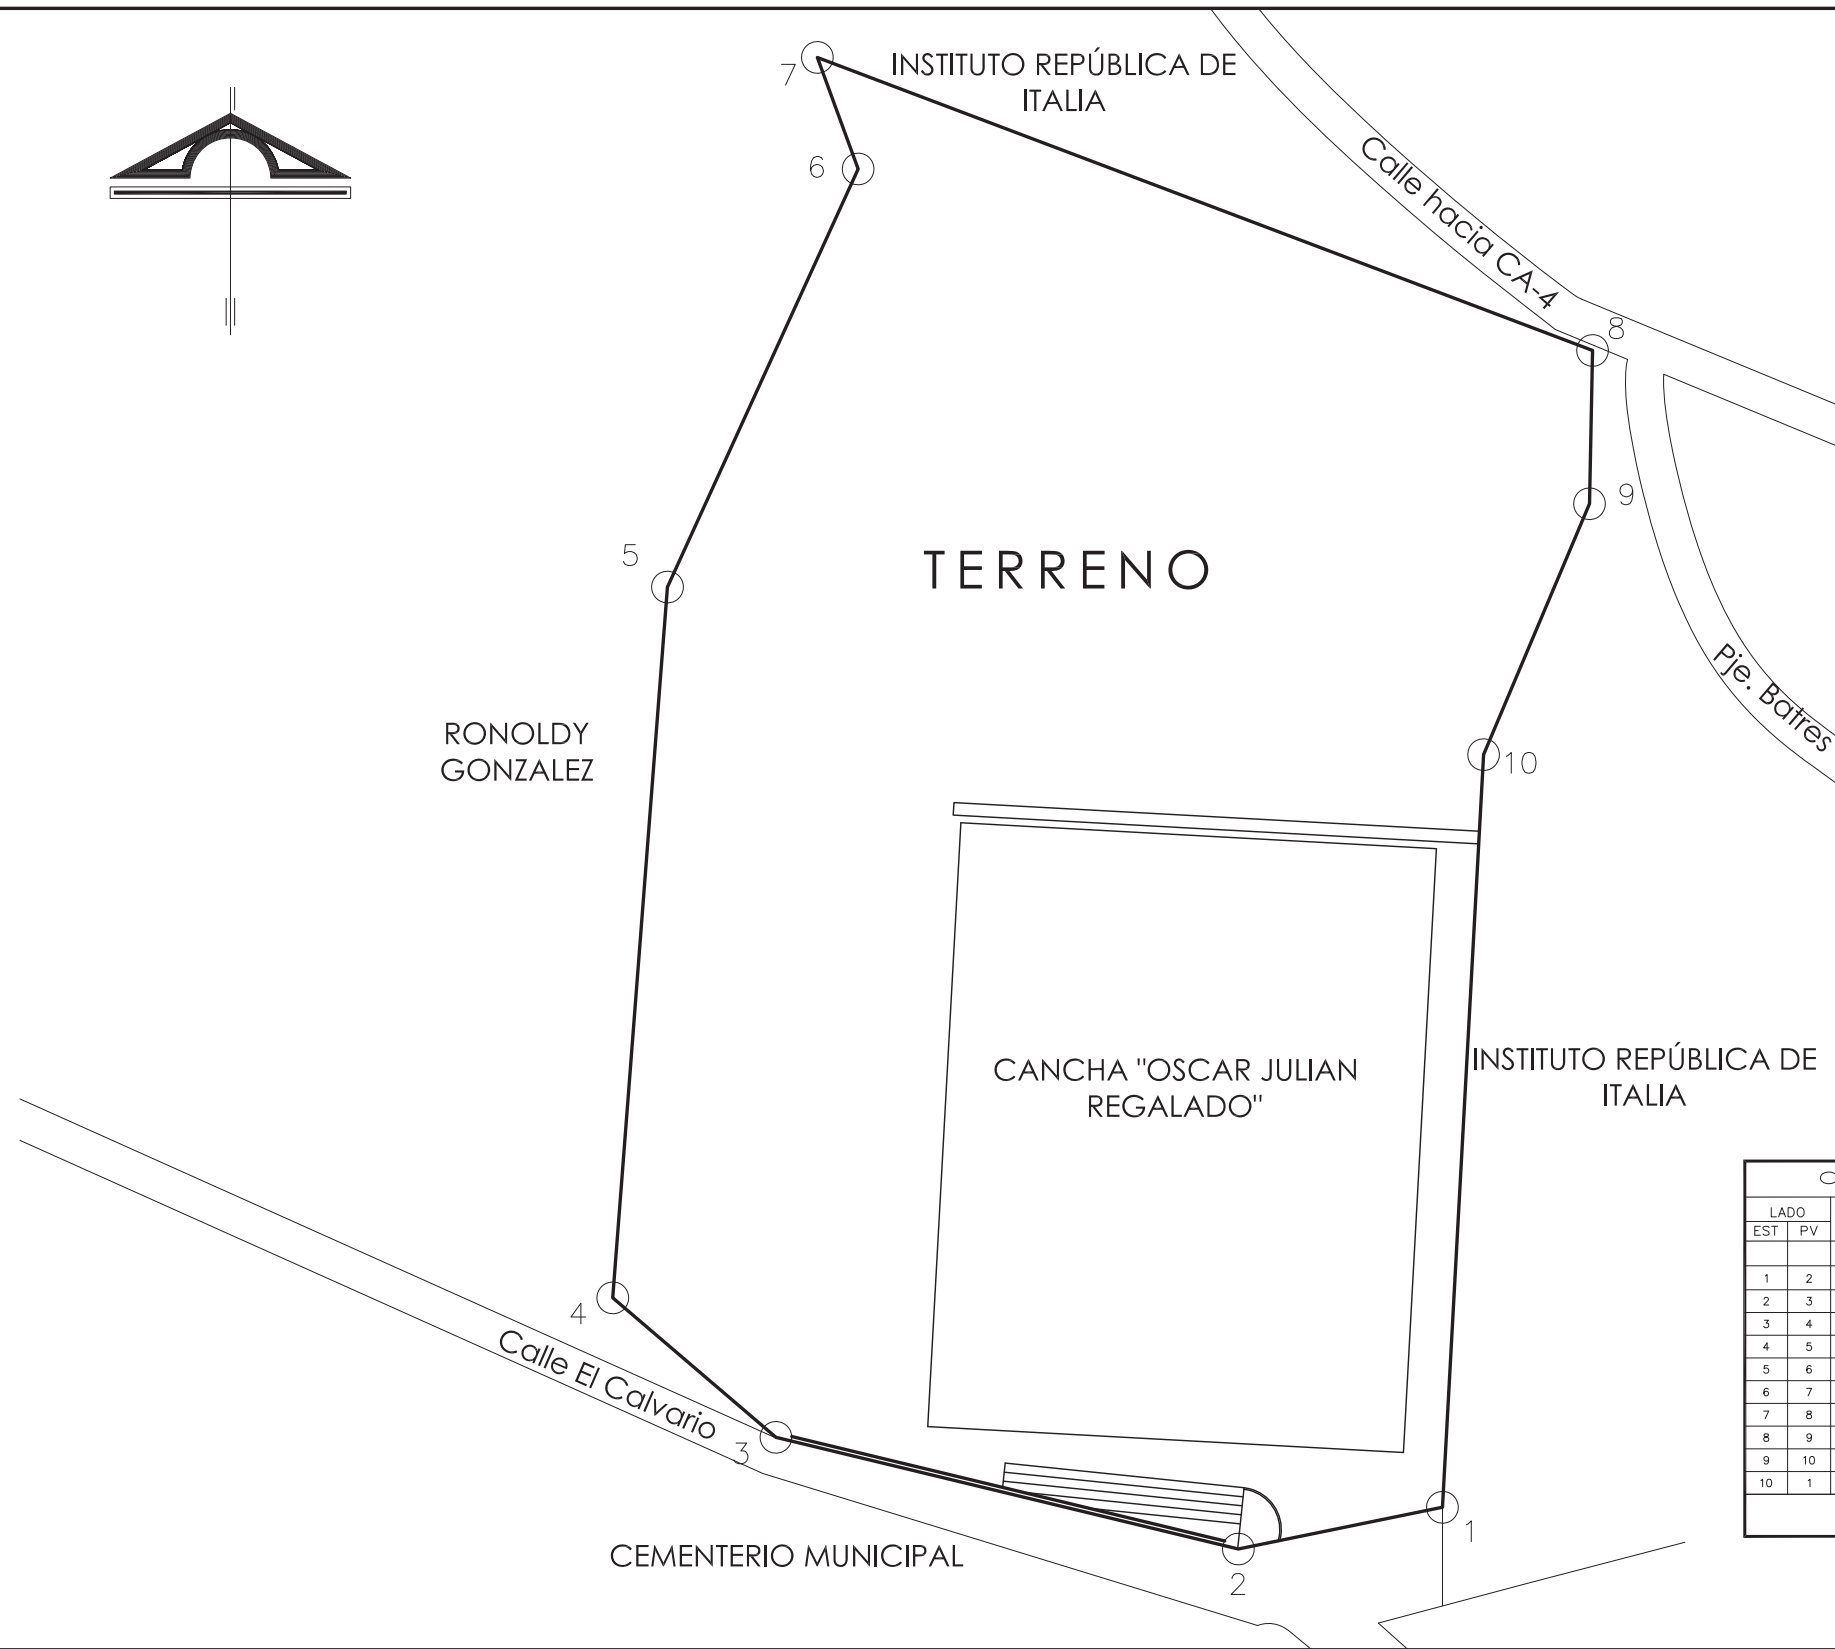 7
INSTITUTO REPÚBLICA DE
ITALIA
6
Calle hacia CA-4
8
9
5
TERRENO
Pje. Batres
RONOLDY
GONZALEZ
10
CANCHA "OSCAR JULIAN
REGALADO"
INSTITUTO REPÚBLICA DE
ITALIA
4
Calle El Calvario
3
CEMENTERIO MUNICIPAL
2
1
LADO
EST PV
1 2
2 3
3 4
4 5
5 6
6 7
7 8
8 9
9 10
10 1